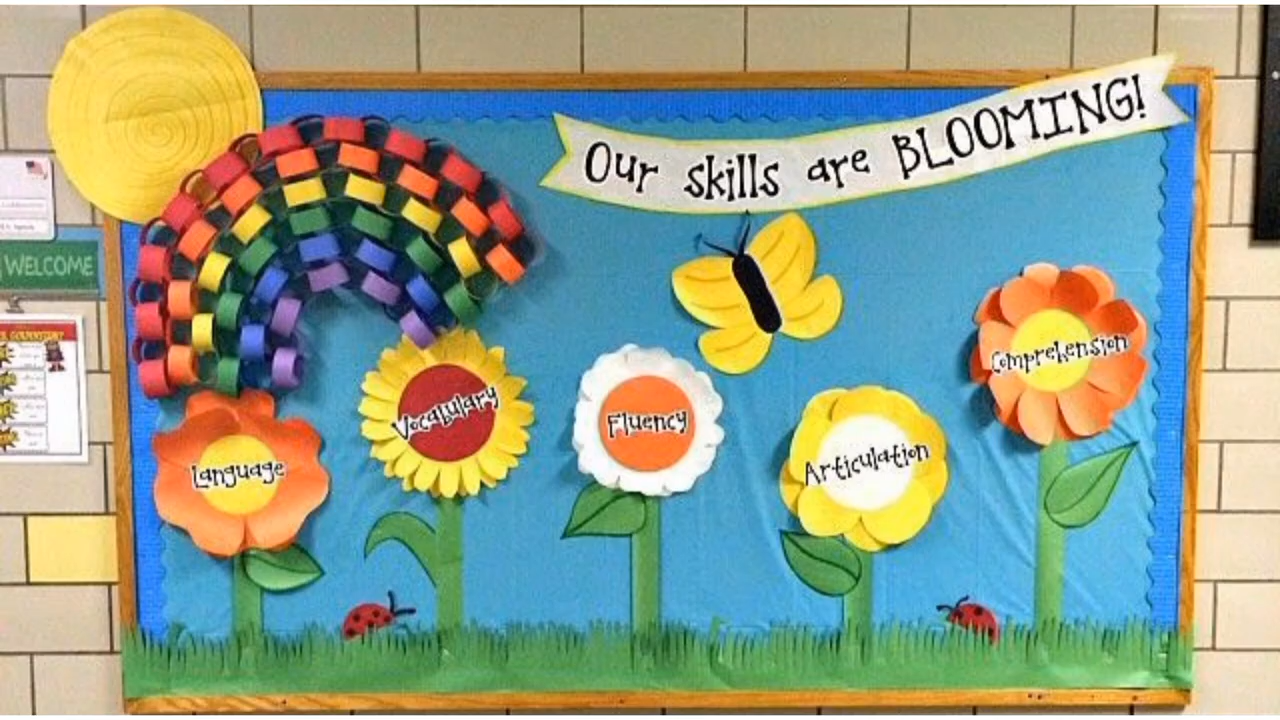 Our skills are BLOOMING!
WELCOME
Language
Vocabulary
Fluency
Articulation
Comprehension